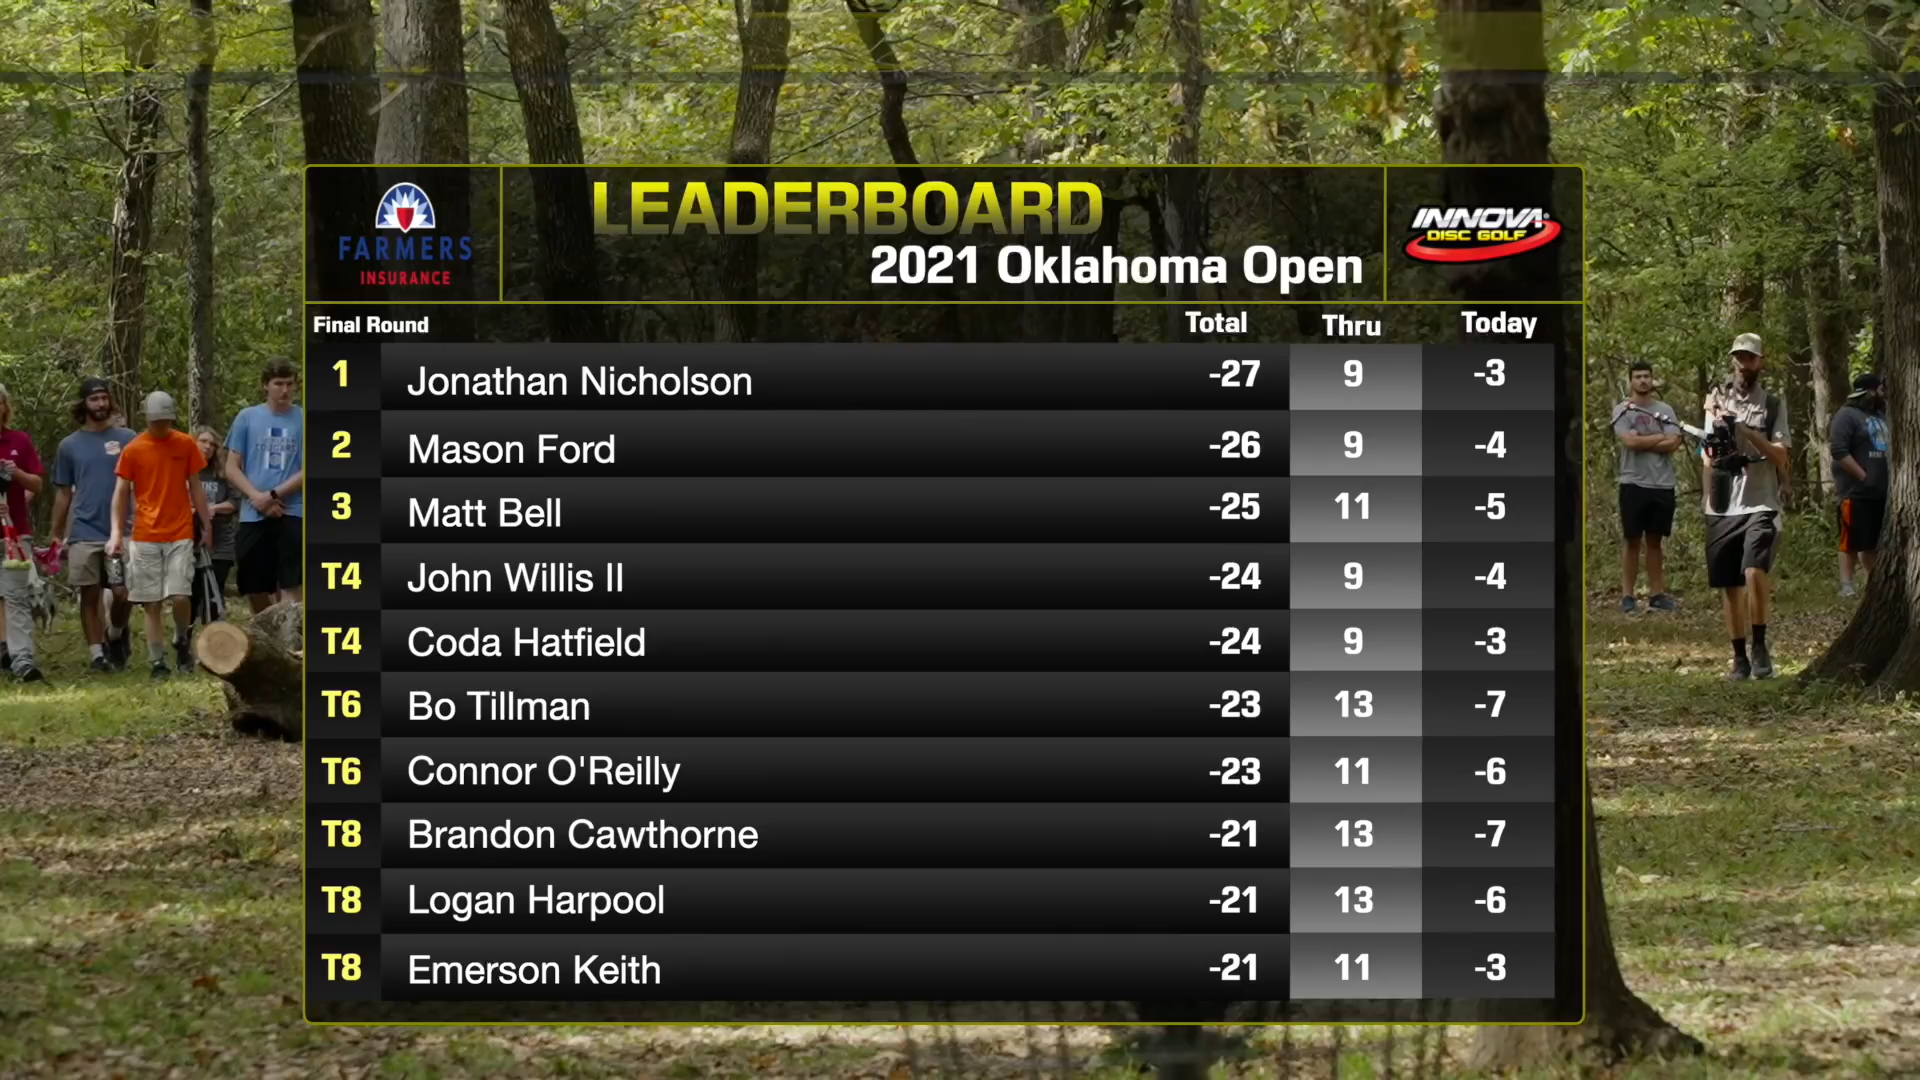 FARMERS
INSURANCE
LEADERBOARD
2021 Oklahoma Open
INNOVA
DISC GOLF
Final Round Total Thru Today
1 Jonathan Nicholson -27 9 -3
2 Mason Ford -26 9 -4
3 Matt Bell -25 11 -5
T4 John Willis II -24 9 -4
T4 Coda Hatfield -24 9 -3
T6 Bo Tillman -23 13 -7
T6 Connor O'Reilly -23 11 -6
T8 Brandon Cawthorne -21 13 -7
T8 Logan Harpool -21 13 -6
T8 Emerson Keith -21 11 -3